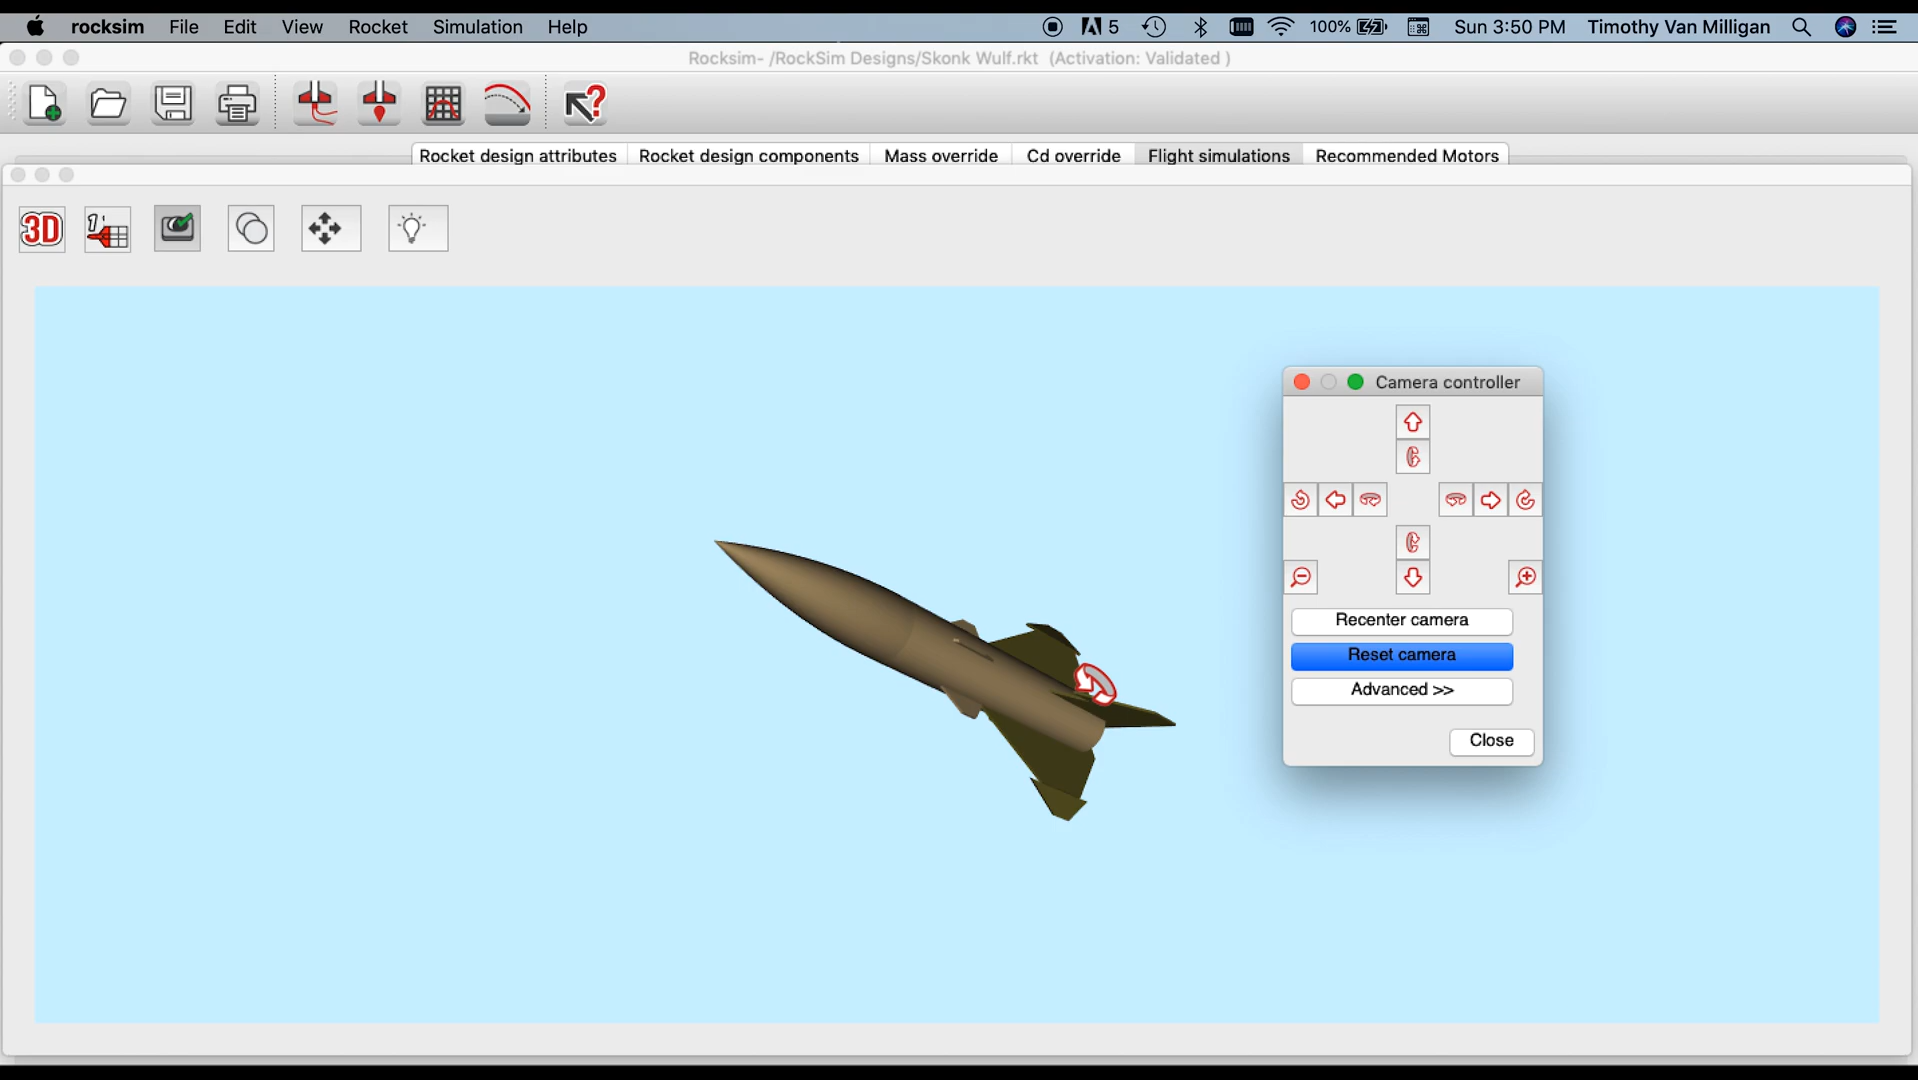 rocksim File Edit View Rocket Simulation Help 5 100% Sun 3:50 PM Timothy Van Milligan
Rocksim- /RockSim Designs/Skonk Wulf.rkt (Activation: Validated )
Rocket design attributes Rocket design components Mass override Cd override Flight simulations Recommended Motors
3D 1
Camera controller
Recenter camera
Reset camera
Advanced >>
Close